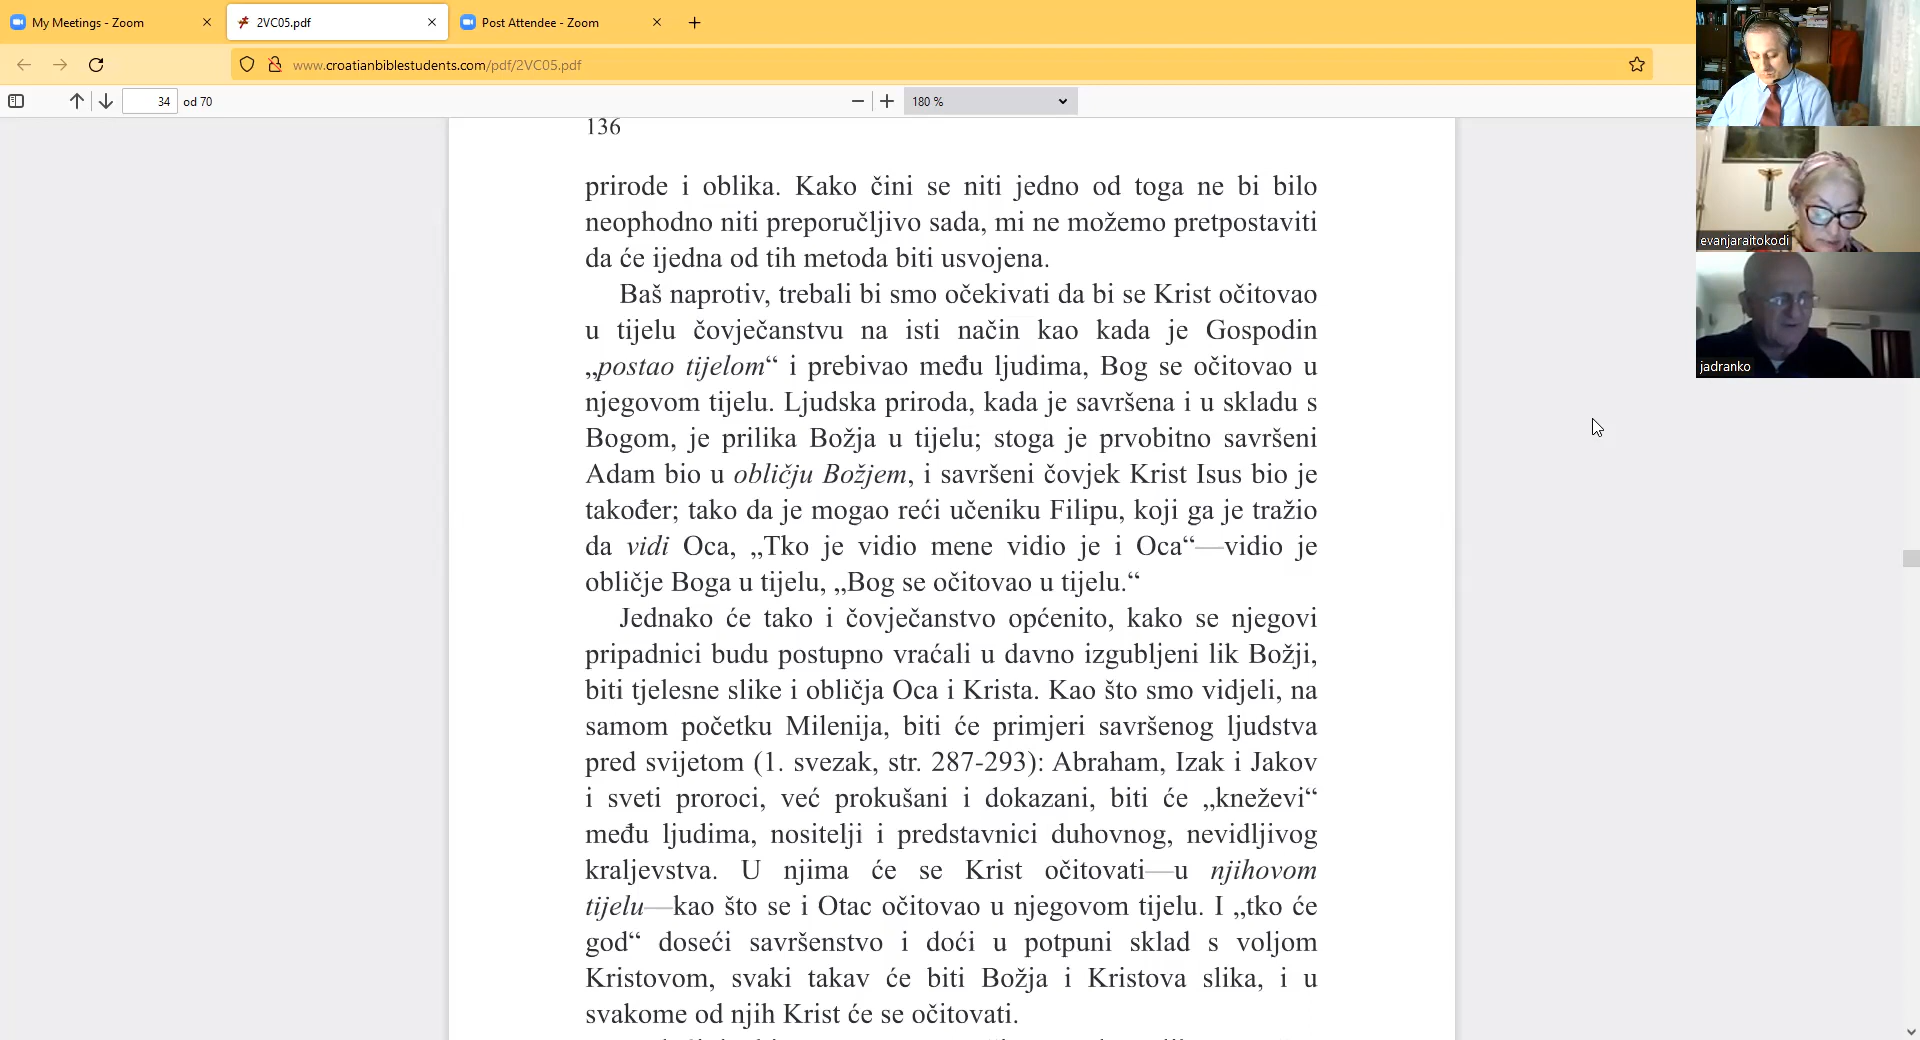 My Meetings - Zoom
2VC05.pdf
Post Attendee - Zoom
www.croatianbiblestudents.com/pdf/2VC05.pdf
34 od 70
180 %
136
prirode i oblika. Kako čini se niti jedno od toga ne bi bilo
neophodno niti preporučljivo sada, mi ne možemo pretpostaviti
da će ijedna od tih metoda biti usvojena.
Baš naprotiv, trebali bi smo očekivati da bi se Krist očitovao
u tijelu čovječanstvu na isti način kao kada je Gospodin
„postao tijelom“ i prebivao među ljudima, Bog se očitovao u
njegovom tijelu. Ljudska priroda, kada je savršena i u skladu s
Bogom, je prilika Božja u tijelu; stoga je prvobitno savršeni
Adam bio u obličju Božjem, i savršeni čovjek Krist Isus bio je
također; tako da je mogao reći učeniku Filipu, koji ga je tražio
da vidi Oca, „Tko je vidio mene vidio je i Oca“—vidio je
obličje Boga u tijelu, „Bog se očitovao u tijelu.“
Jednako će tako i čovječanstvo općenito, kako se njegovi
pripadnici budu postupno vraćali u davno izgubljeni lik Božji,
biti tjelesne slike i obličja Oca i Krista. Kao što smo vidjeli, na
samom početku Milenija, biti će primjeri savršenog ljudstva
pred svijetom (1. svezak, str. 287-293): Abraham, Izak i Jakov
i sveti proroci, već prokušani i dokazani, biti će „kneževi“
među ljudima, nositelji i predstavnici duhovnog, nevidljivog
kraljevstva. U njima će se Krist očitovati—u njihovom
tijelu—kao što se i Otac očitovao u njegovom tijelu. I „tko će
god“ doseći savršenstvo i doći u potpuni sklad s voljom
Kristovom, svaki takav će biti Božja i Kristova slika, i u
svakome od njih Krist će se očitovati.
evanjaraitokodi
jadranko